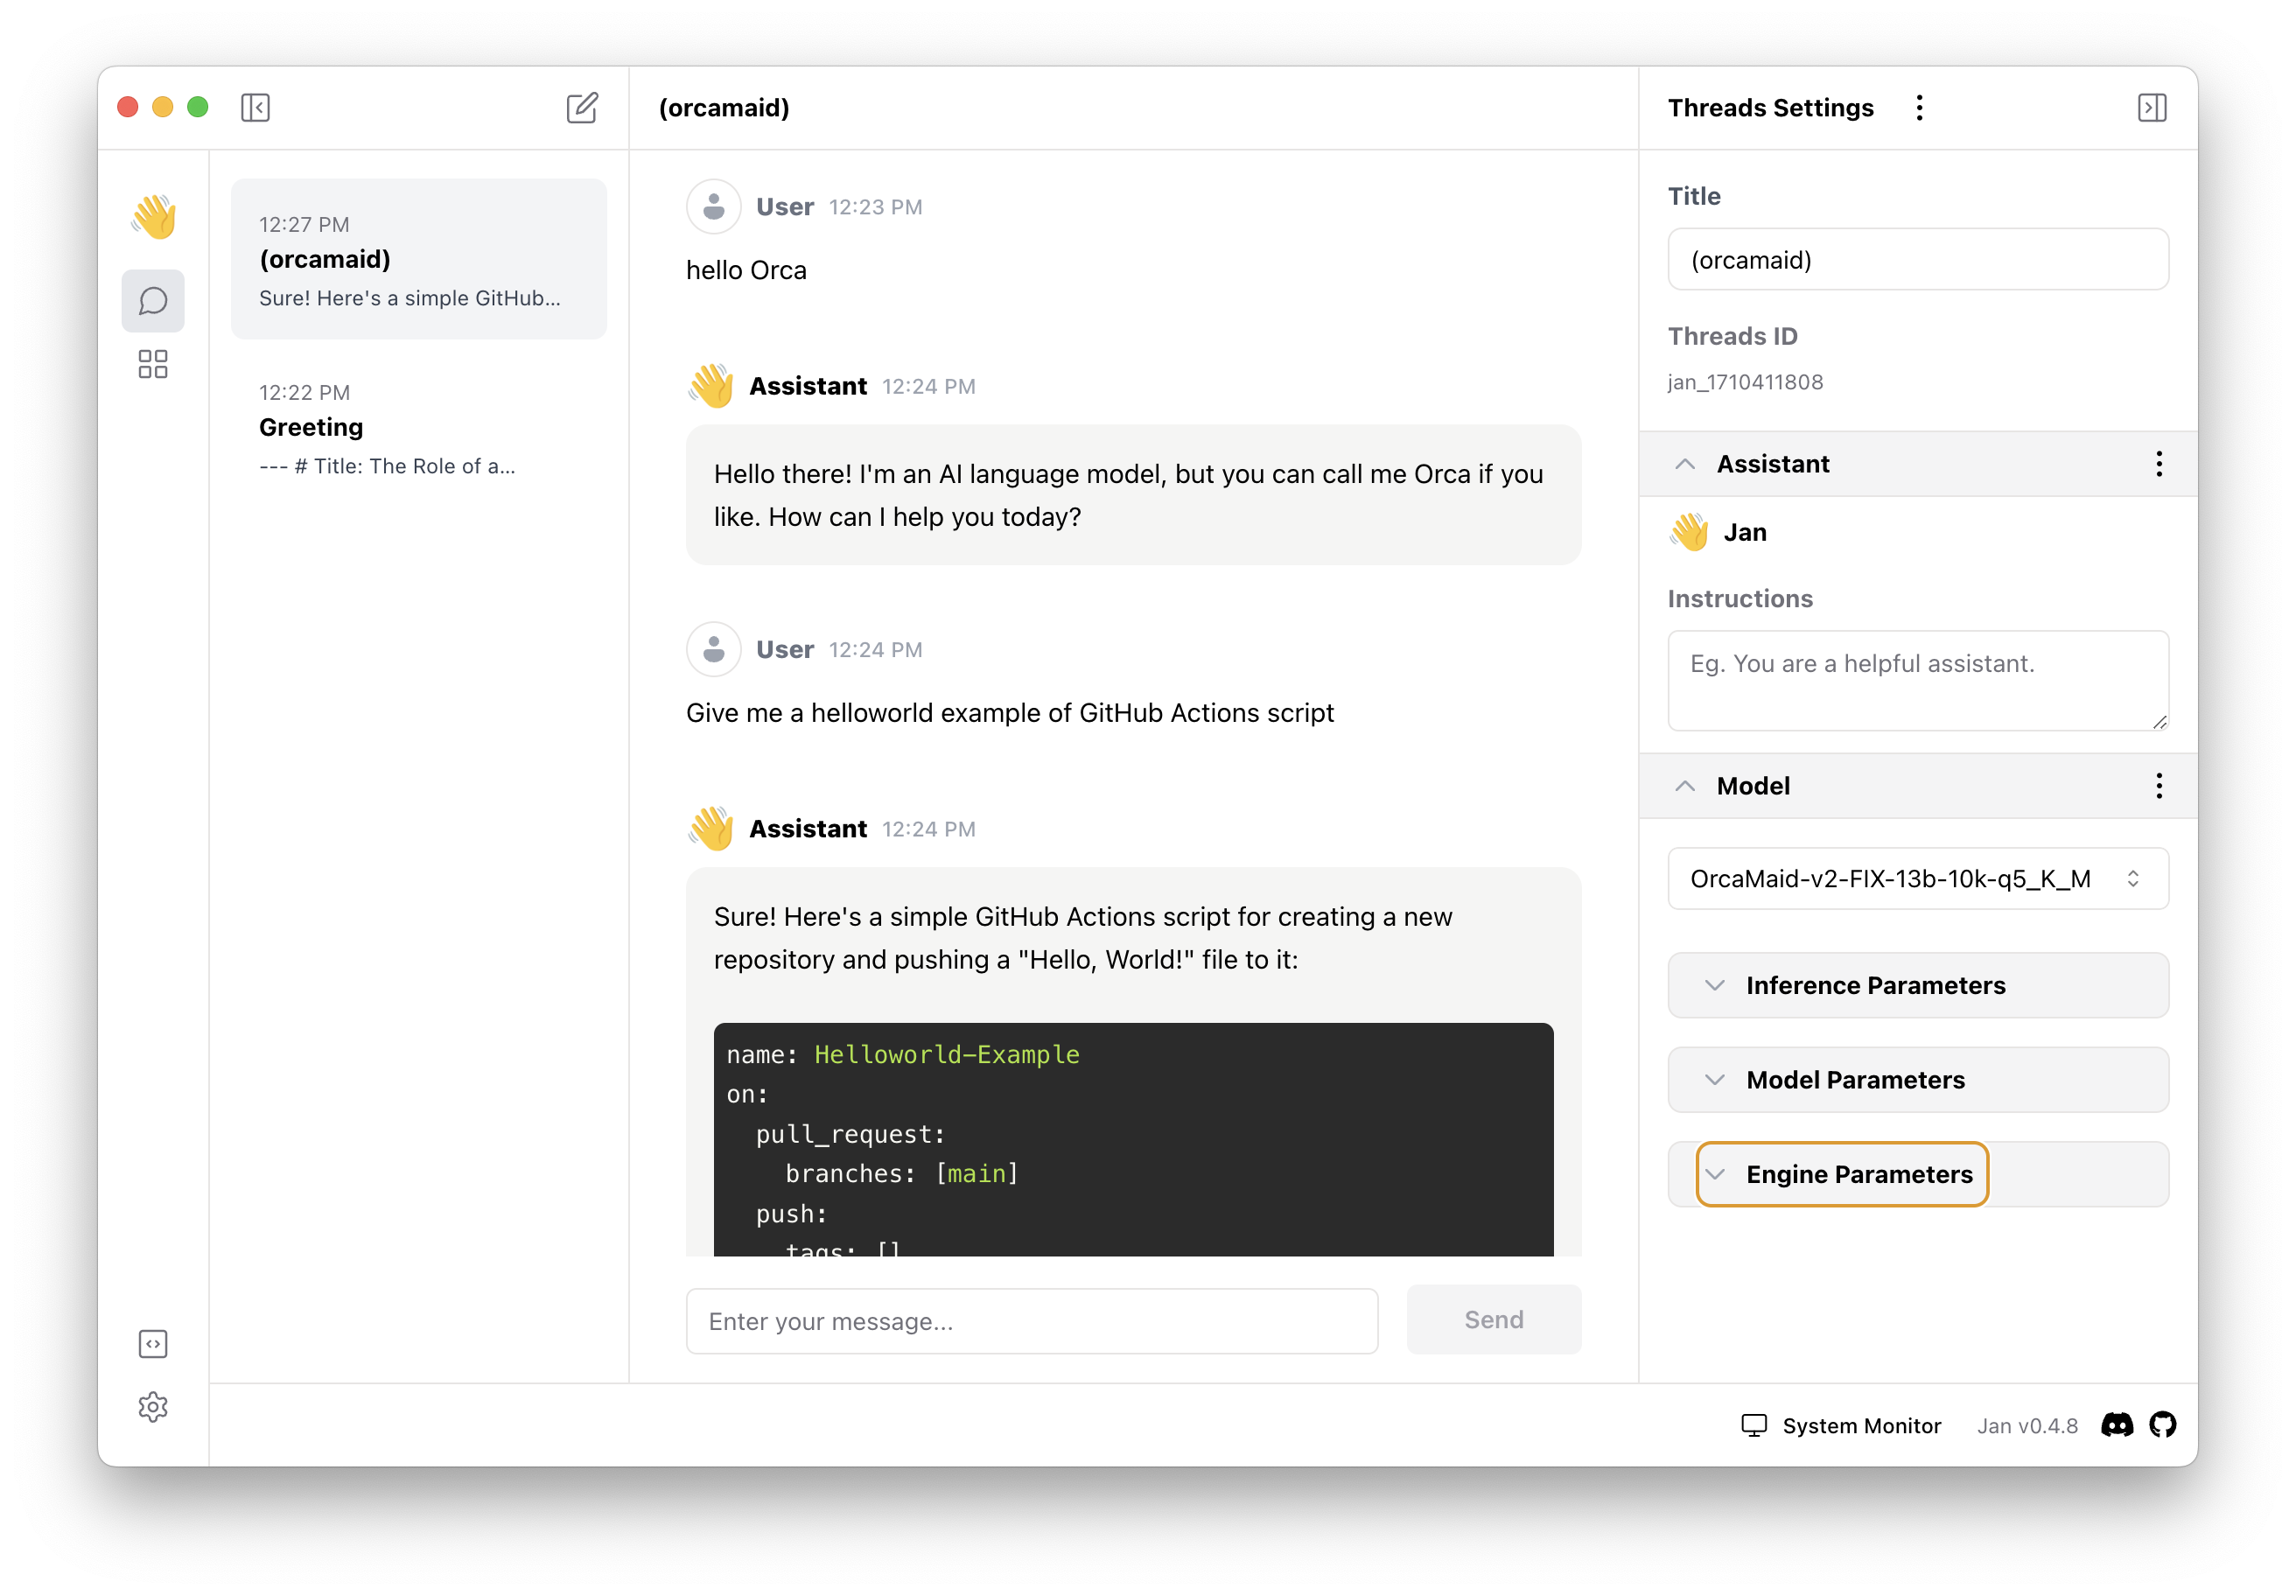 (orcamaid)
Threads Settings
12:27 PM
(orcamaid)
Sure! Here's a simple GitHub...
12:22 PM
Greeting
--- # Title: The Role of a...
User 12:23 PM
hello Orca
Assistant 12:24 PM
Hello there! I'm an AI language model, but you can call me Orca if you
like. How can I help you today?
User 12:24 PM
Give me a helloworld example of GitHub Actions script
Assistant 12:24 PM
Sure! Here's a simple GitHub Actions script for creating a new
repository and pushing a "Hello, World!" file to it:
name: Helloworld-Example
on:
pull_request:
branches: [main]
push:
tags: []
Enter your message...
Send
Title
(orcamaid)
Threads ID
jan_1710411808
Assistant
Jan
Instructions
Eg. You are a helpful assistant.
Model
OrcaMaid-v2-FIX-13b-10k-q5_K_M
Inference Parameters
Model Parameters
Engine Parameters
System Monitor
Jan v0.4.8